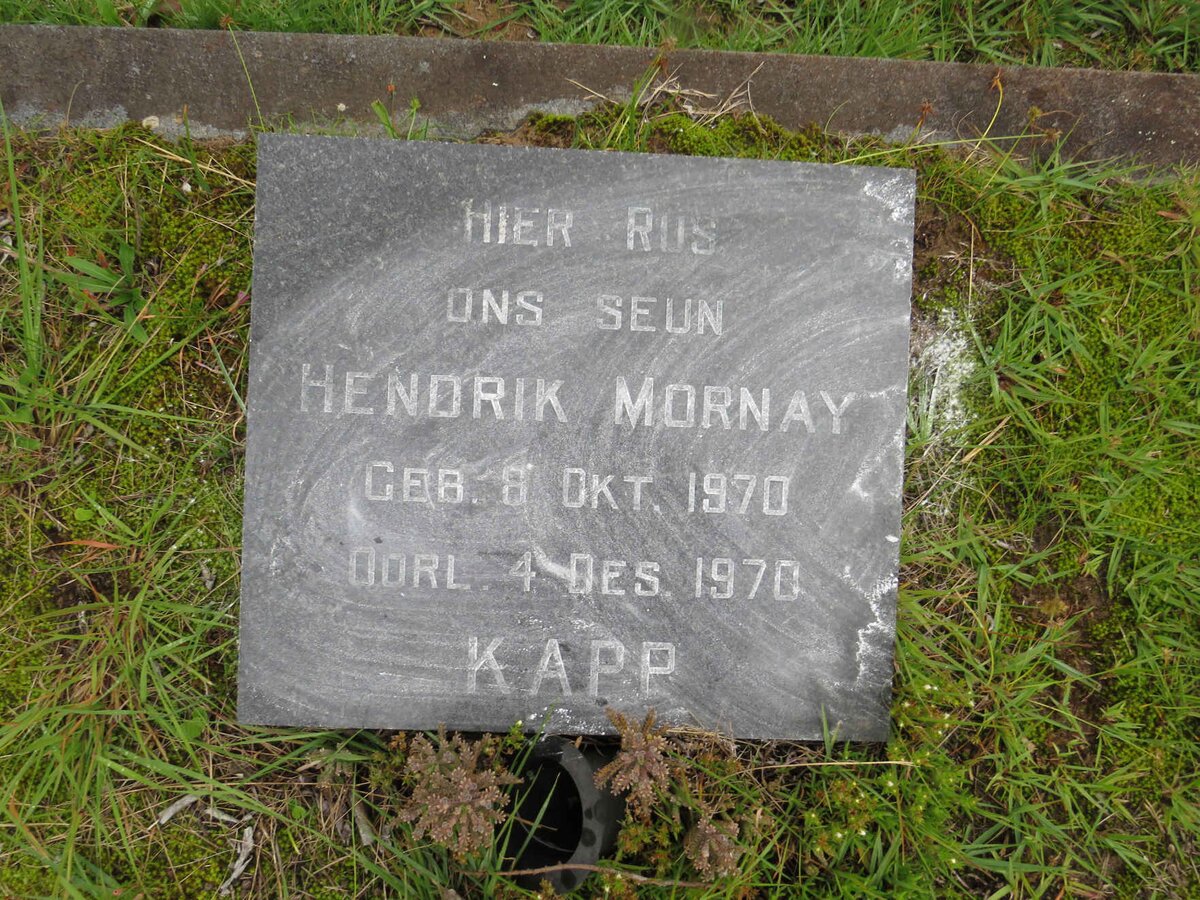 HIER RUS
ONS SEUN
HENDRIK MORNAY
GEB. 8 OKT. 1970
OORL. 4 DES. 1970
KAPP